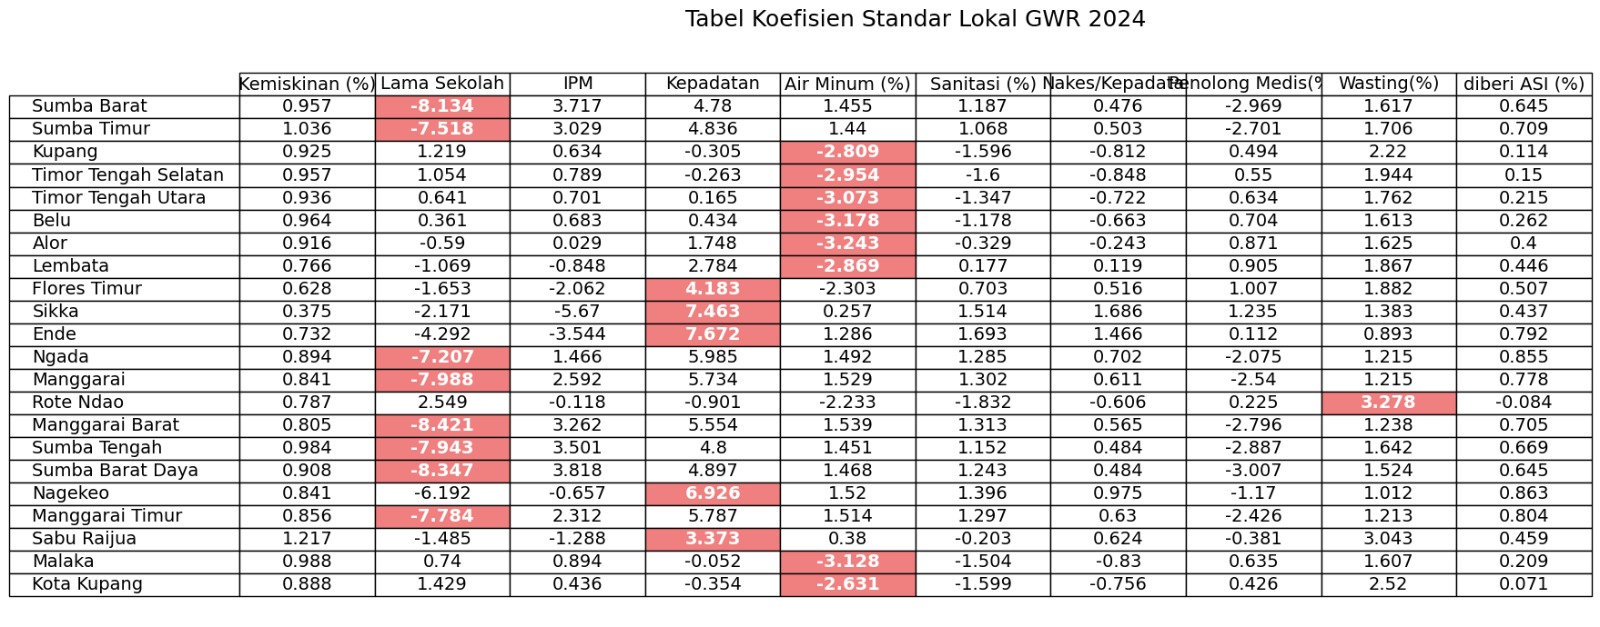 Tabel Koefisien Standar Lokal GWR 2024
Kemiskinan (%) Lama Sekolah IPM Kepadatan Air Minum (%) Sanitasi (%) Nakes/Kepadata Penolong Medis(% Wasting(%) diberi ASI (%)
Sumba Barat 0.957 -8.134 3.717 4.78 1.455 1.187 0.476 -2.969 1.617 0.645
Sumba Timur 1.036 -7.518 3.029 4.836 1.44 1.068 0.503 -2.701 1.706 0.709
Kupang 0.925 1.219 0.634 -0.305 -2.809 -1.596 -0.812 0.494 2.22 0.114
Timor Tengah Selatan 0.957 1.054 0.789 -0.263 -2.954 -1.6 -0.848 0.55 1.944 0.15
Timor Tengah Utara 0.936 0.641 0.701 0.165 -3.073 -1.347 -0.722 0.634 1.762 0.215
Belu 0.964 0.361 0.683 0.434 -3.178 -1.178 -0.663 0.704 1.613 0.262
Alor 0.916 -0.59 0.029 1.748 -3.243 -0.329 -0.243 0.871 1.625 0.4
Lembata 0.766 -1.069 -0.848 2.784 -2.869 0.177 0.119 0.905 1.867 0.446
Flores Timur 0.628 -1.653 -2.062 4.183 -2.303 0.703 0.516 1.007 1.882 0.507
Sikka 0.375 -2.171 -5.67 7.463 0.257 1.514 1.686 1.235 1.383 0.437
Ende 0.732 -4.292 -3.544 7.672 1.286 1.693 1.466 0.112 0.893 0.792
Ngada 0.894 -7.207 1.466 5.985 1.492 1.285 0.702 -2.075 1.215 0.855
Manggarai 0.841 -7.988 2.592 5.734 1.529 1.302 0.611 -2.54 1.215 0.778
Rote Ndao 0.787 2.549 -0.118 -0.901 -2.233 -1.832 -0.606 0.225 3.278 -0.084
Manggarai Barat 0.805 -8.421 3.262 5.554 1.539 1.313 0.565 -2.796 1.238 0.705
Sumba Tengah 0.984 -7.943 3.501 4.8 1.451 1.152 0.484 -2.887 1.642 0.669
Sumba Barat Daya 0.908 -8.347 3.818 4.897 1.468 1.243 0.484 -3.007 1.524 0.645
Nagekeo 0.841 -6.192 -0.657 6.926 1.52 1.396 0.975 -1.17 1.012 0.863
Manggarai Timur 0.856 -7.784 2.312 5.787 1.514 1.297 0.63 -2.426 1.213 0.804
Sabu Raijua 1.217 -1.485 -1.288 3.373 0.38 -0.203 0.624 -0.381 3.043 0.459
Malaka 0.988 0.74 0.894 -0.052 -3.128 -1.504 -0.83 0.635 1.607 0.209
Kota Kupang 0.888 1.429 0.436 -0.354 -2.631 -1.599 -0.756 0.426 2.52 0.071